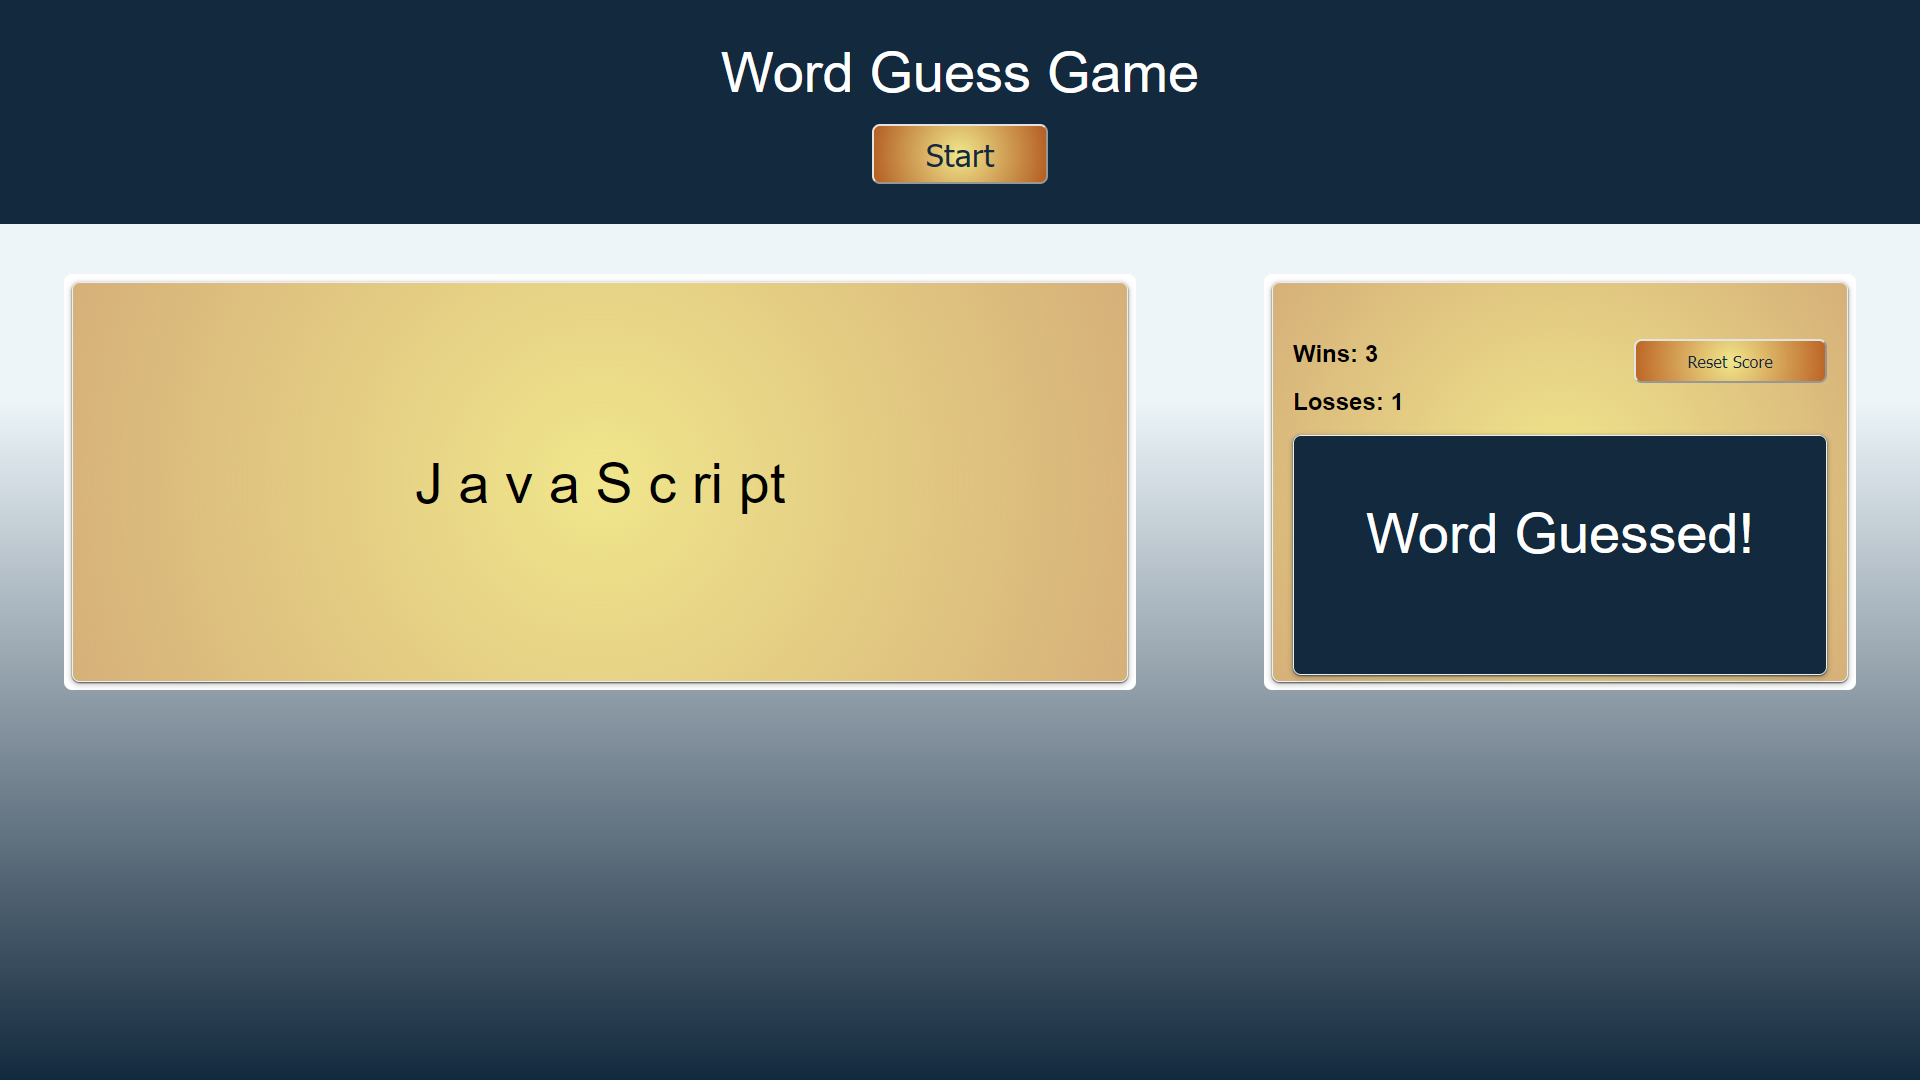 Word Guess Game
Start
J a v a S c ri pt
Wins: 3
Reset Score
Losses: 1
Word Guessed!